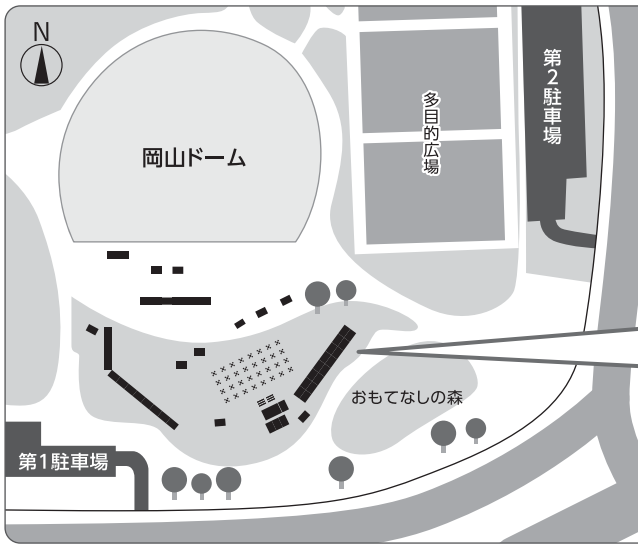 N
岡山ドーム
多目的広場
第2駐車場
おもてなしの森
第1駐車場